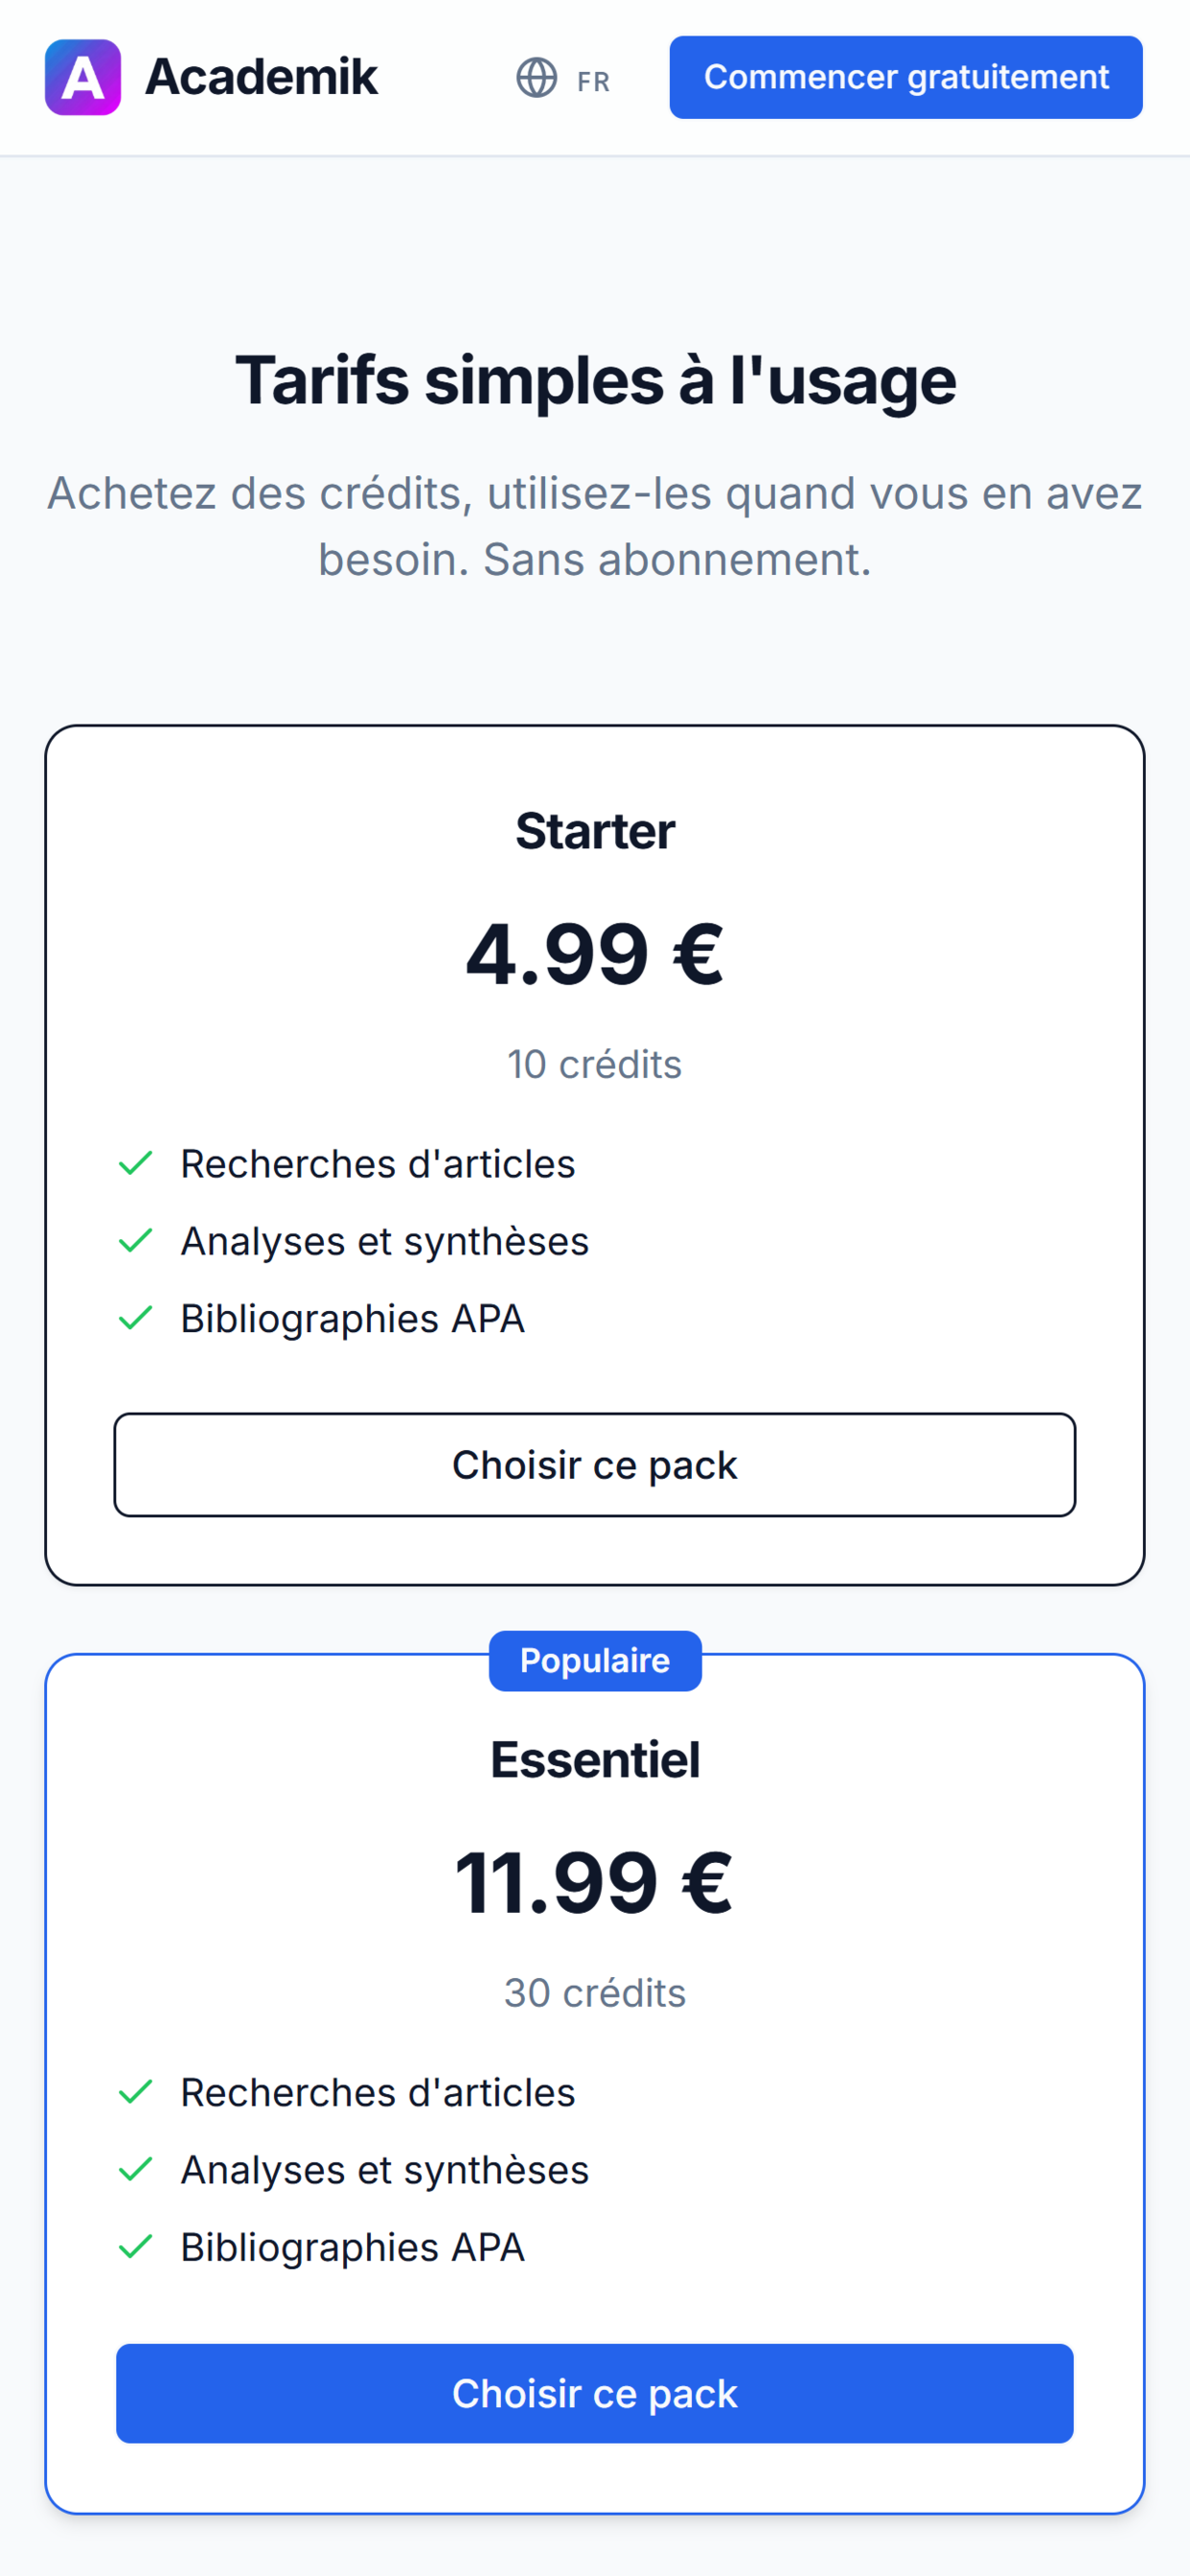 A Academik
FR
Commencer gratuitement
Tarifs simples à l'usage
Achetez des crédits, utilisez-les quand vous en avez
besoin. Sans abonnement.
Starter
4.99 €
10 crédits
Recherches d'articles
Analyses et synthèses
Bibliographies APA
Choisir ce pack
Populaire
Essentiel
11.99 €
30 crédits
Recherches d'articles
Analyses et synthèses
Bibliographies APA
Choisir ce pack